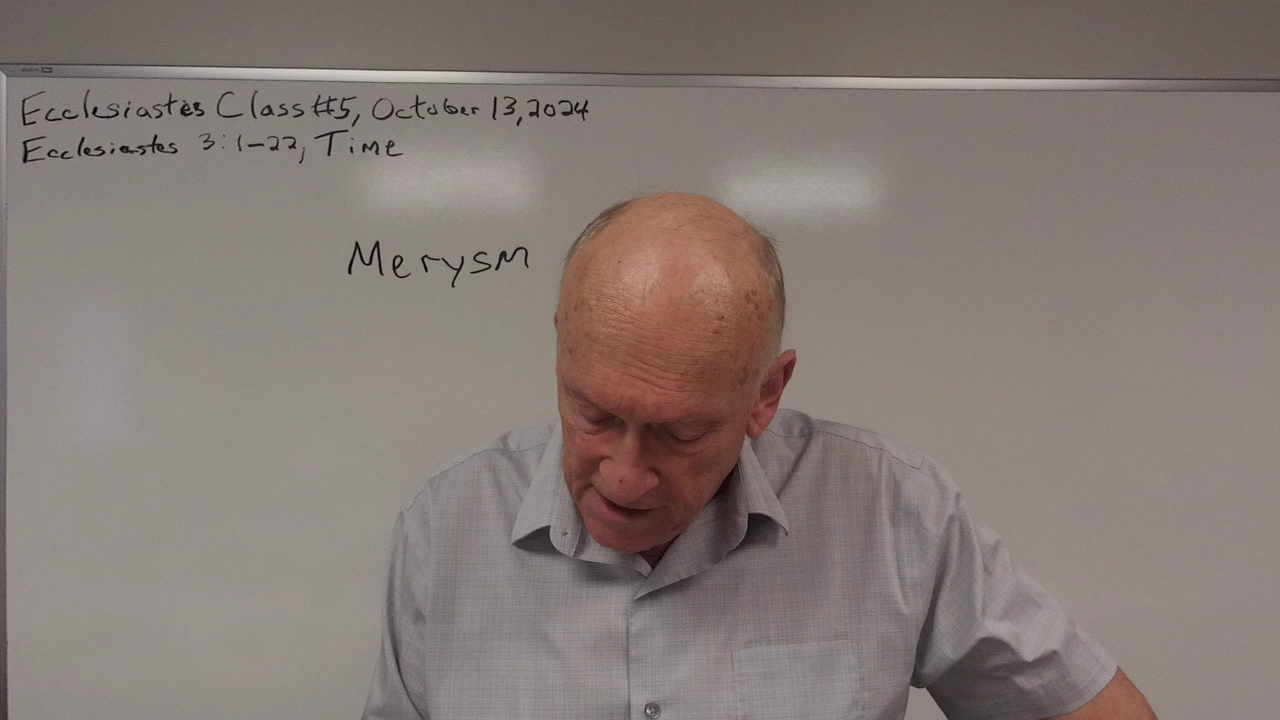 Ecclesiastes Class #5, October 13, 2024
Ecclesiastes 3:1-22, Time
Merysm